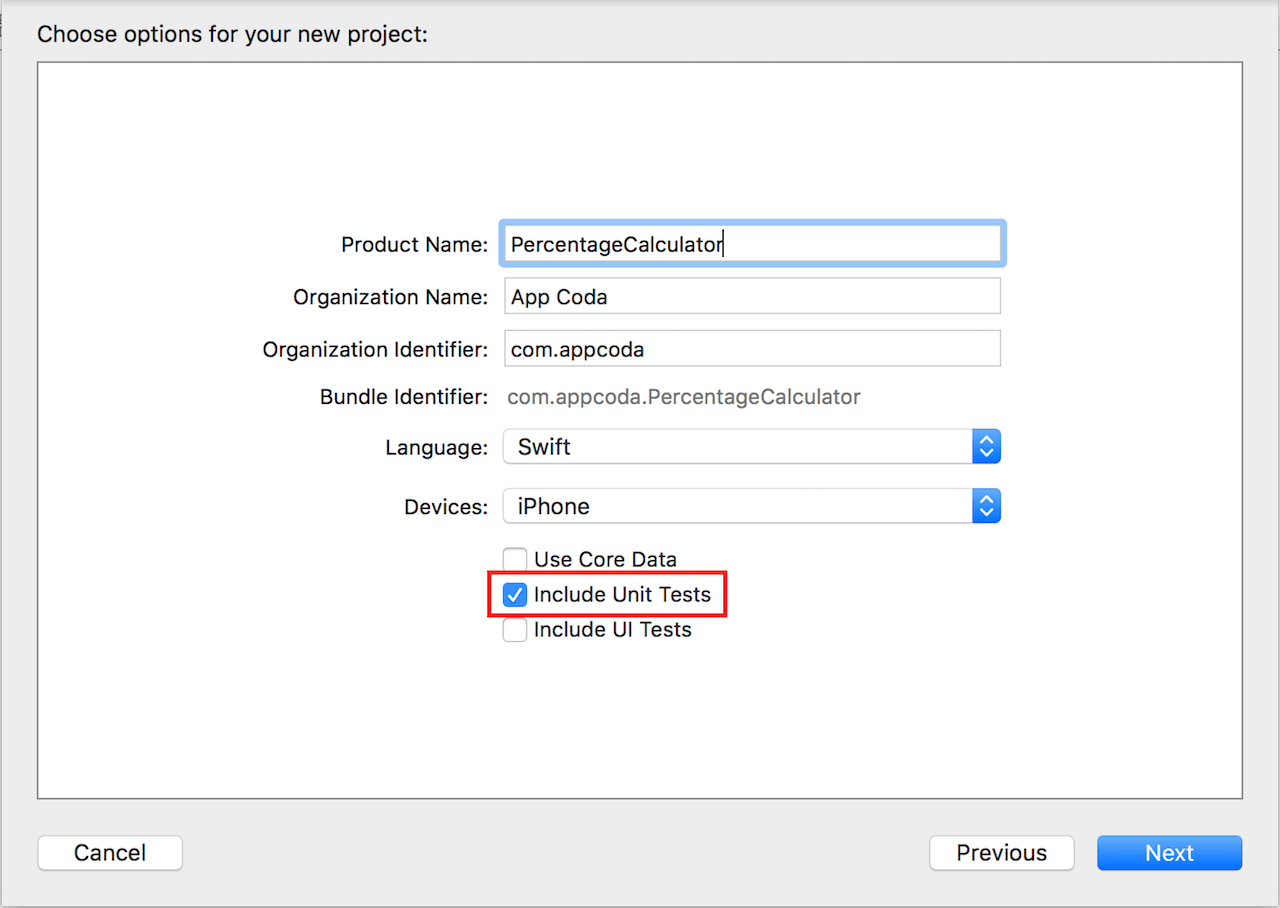 Choose options for your new project:
Product Name: PercentageCalculator
Organization Name: App Coda
Organization Identifier: com.appcoda
Bundle Identifier: com.appcoda.PercentageCalculator
Language: Swift
Devices: iPhone
Use Core Data
Include Unit Tests
Include UI Tests
Cancel Previous Next